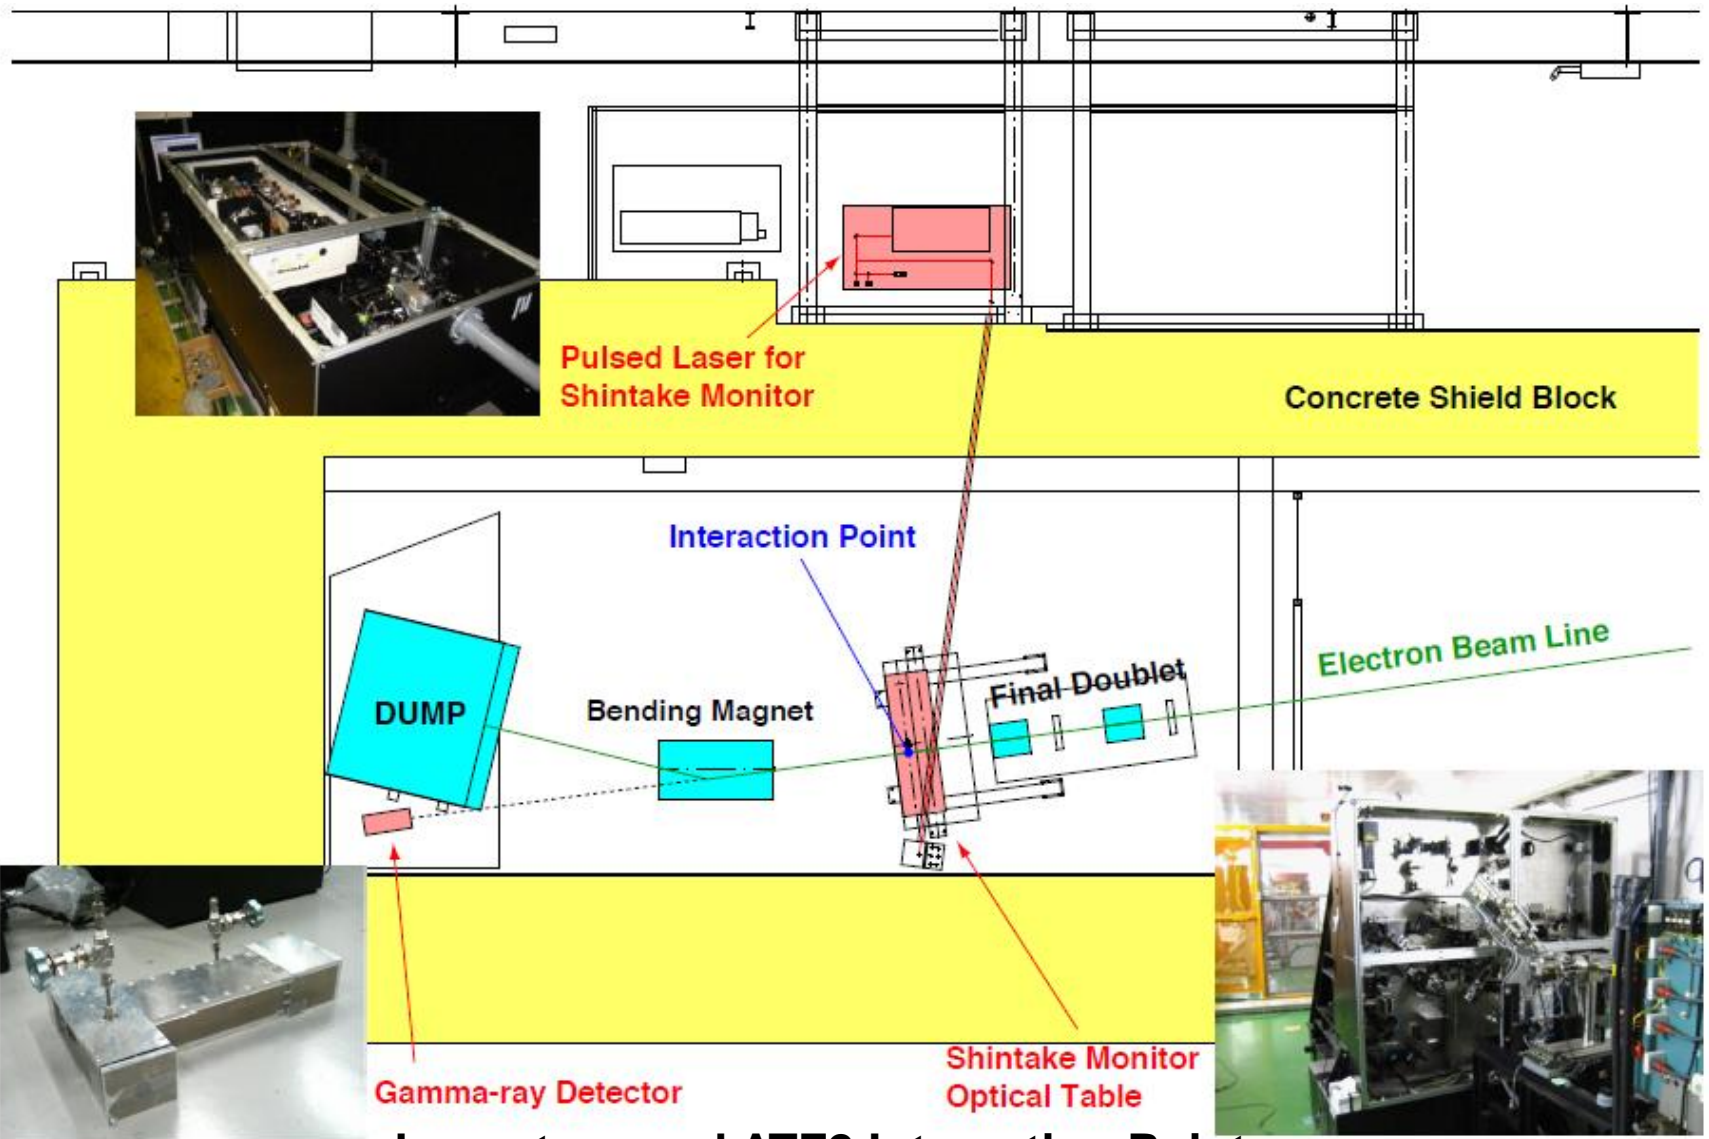 Pulsed Laser for
Shintake Monitor
Concrete Shield Block
Interaction Point
Electron Beam Line
Final Doublet
DUMP
Bending Magnet
Shintake Monitor
Optical Table
Gamma-ray Detector